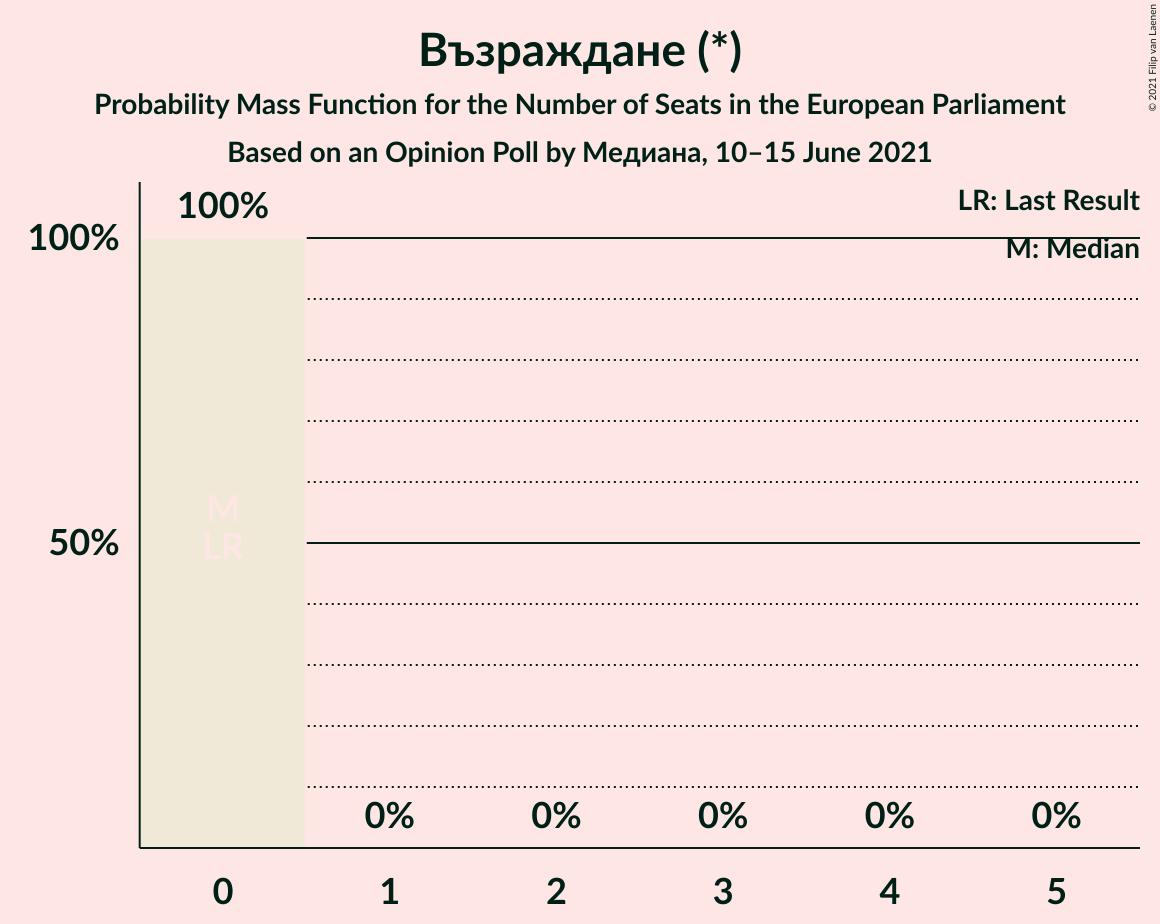 Възраждане (*)
Probability Mass Function for the Number of Seats in the European Parliament
Based on an Opinion Poll by Медиана, 10–15 June 2021
© 2021 Filip van Laenen
LR: Last Result
M: Median
100%
100%
50%
M
LR
0% 0% 0% 0% 0%
0 1 2 3 4 5